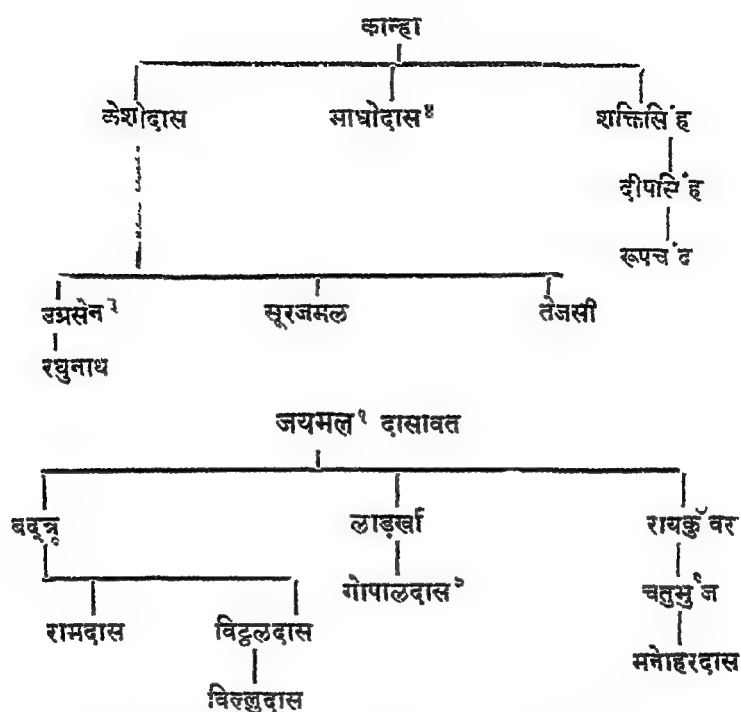 कान्हा
केशोदास माधोदास४ शक्तिसिंह
दीपसिंह
रूपचंद
उग्रसेन३ सूरजमल तेजसी
रघुनाथ
जयमल१ दासावत
लाड़खाँ रायकुँवर
गोपालदास२ चतुर्भुज
रामदास विट्ठलदास
मनोहरदास
विल्लुदास